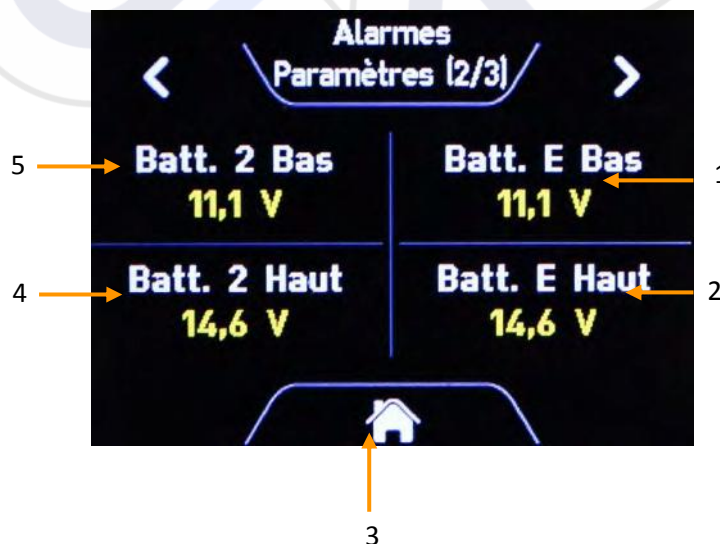 Alarmes
Paramètres (2/3)
5
Batt. 2 Bas
11,1 V
Batt. E Bas
11,1 V
1
4
Batt. 2 Haut
14,6 V
Batt. E Haut
14,6 V
2
3